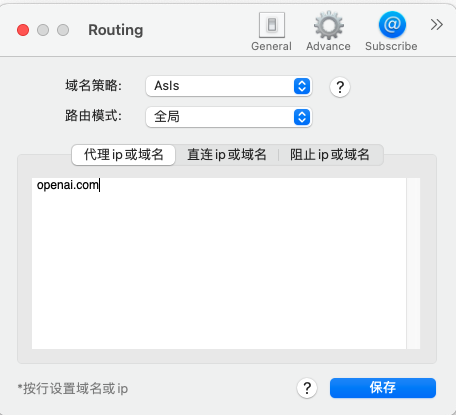 Routing
General
Advance
@
Subscribe
域名策略:
AsIs
?
路由模式:
全局
代理ip或域名
直连ip或域名
阻止ip或域名
openai.com
*按行设置域名或ip
?
保存